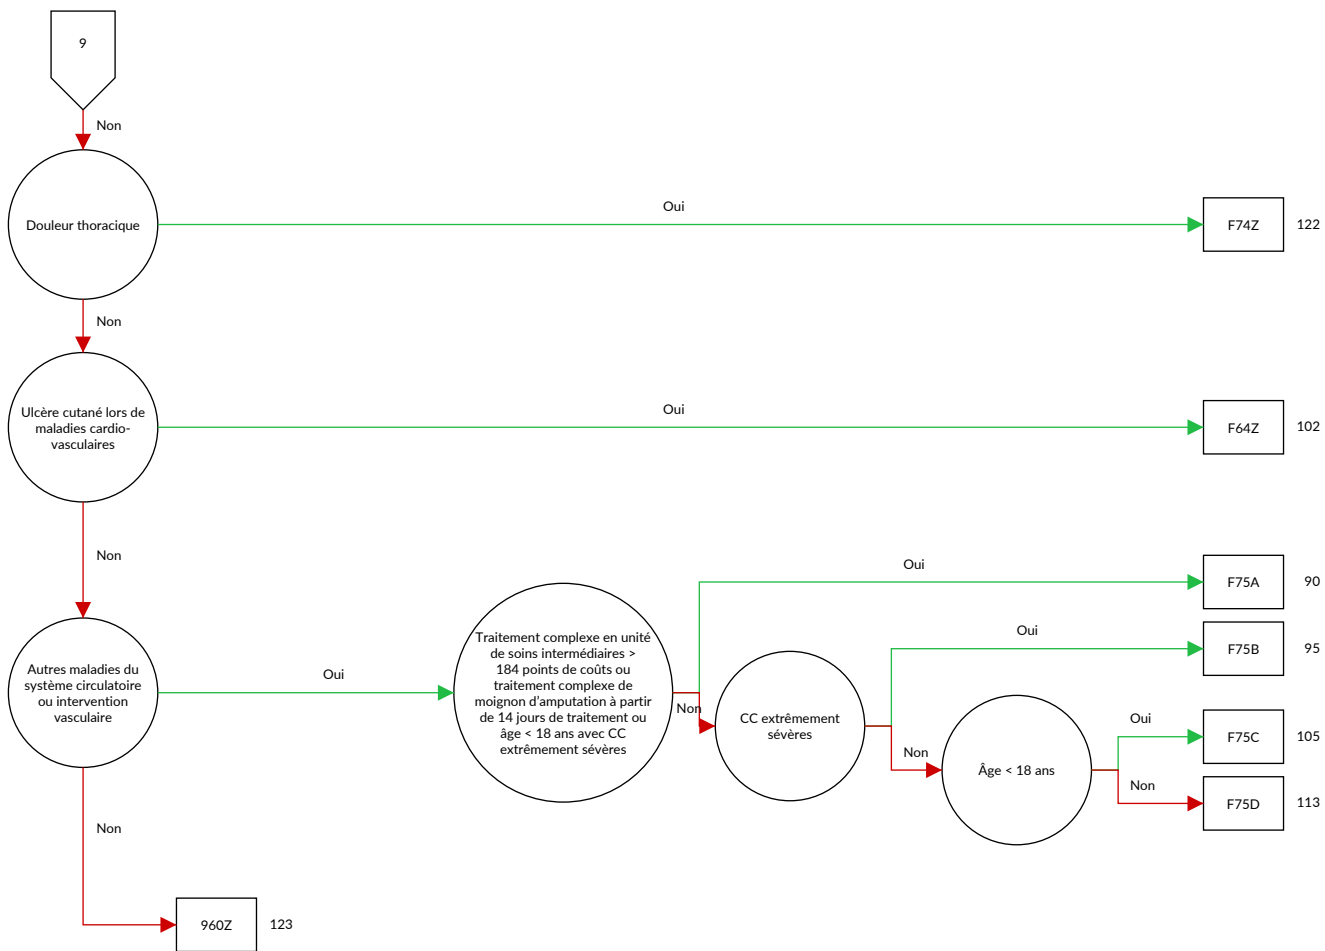 9
Non
Douleur thoracique
Oui
F74Z
122
Non
Ulcère cutané lors de
maladies cardio-
vasculaires
Oui
F64Z
102
Non
Autres maladies du
système circulatoire
ou intervention
vasculaire
Oui
Traitement complexe en unité
de soins intermédiaires >
184 points de coûts ou
traitement complexe de
moignon d'amputation à partir
de 14 jours de traitement ou
âge < 18 ans avec CC
extrêmement sévères
Oui
F75A
90
Non
CC extrêmement
sévères
Oui
F75B
95
Non
Âge < 18 ans
Oui
F75C
105
Non
F75D
113
Non
960Z
123